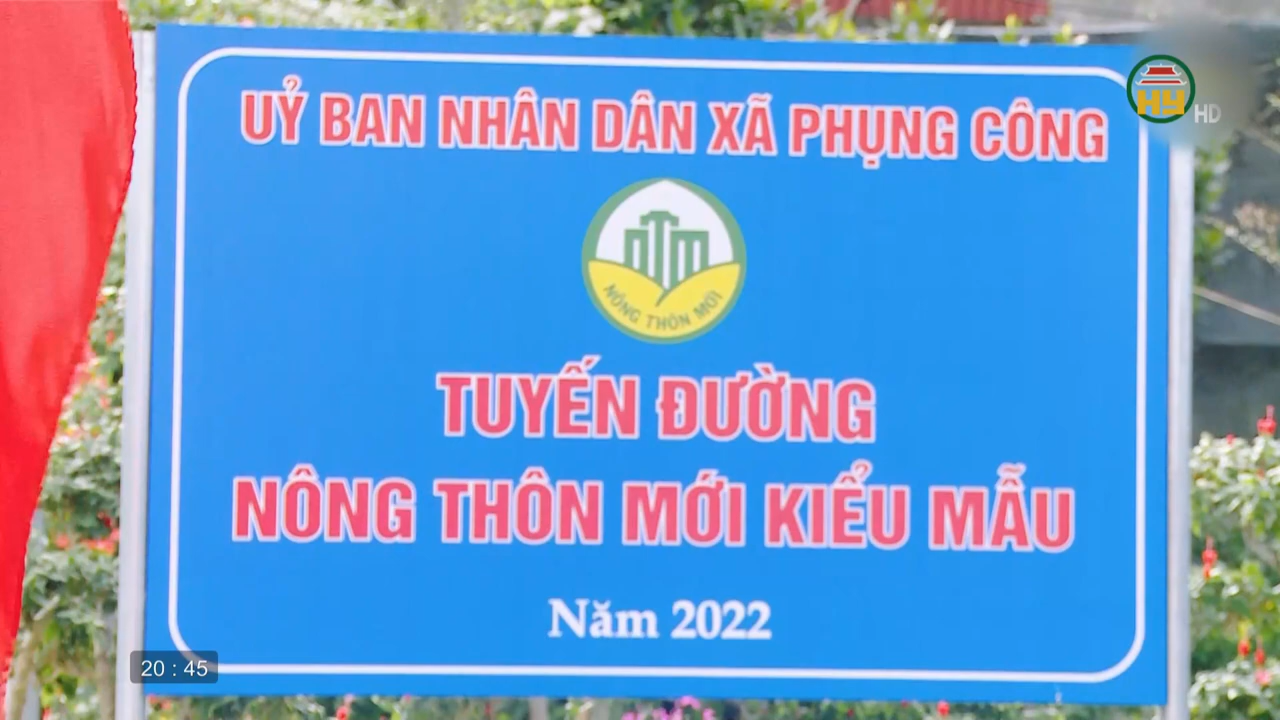 UỶ BAN NHÂN DÂN XÃ PHỤNG CÔNG
HY HD
NTM
NÔNG THÔN MỚI
TUYẾN ĐƯỜNG
NÔNG THÔN MỚI KIỂU MẪU
Năm 2022
20 : 45